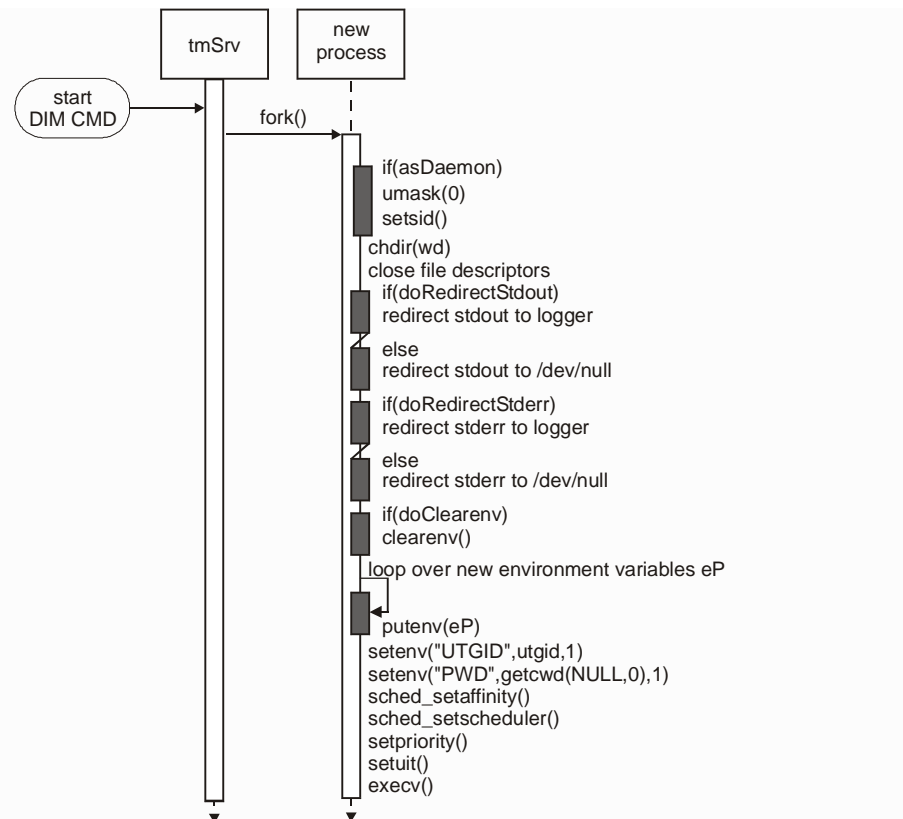 tmSrv
new
process
start
DIM CMD
fork()
if(asDaemon)
umask(0)
setsid()
chdir(wd)
close file descriptors
if(doRedirectStdout)
redirect stdout to logger
else
redirect stdout to /dev/null
if(doRedirectStderr)
redirect stderr to logger
else
redirect stderr to /dev/null
if(doClearenv)
clearenv()
loop over new environment variables eP
putenv(eP)
setenv("UTGID",utgid,1)
setenv("PWD",getcwd(NULL,0),1)
sched_setaffinity()
sched_setscheduler()
setpriority()
setuit()
execv()